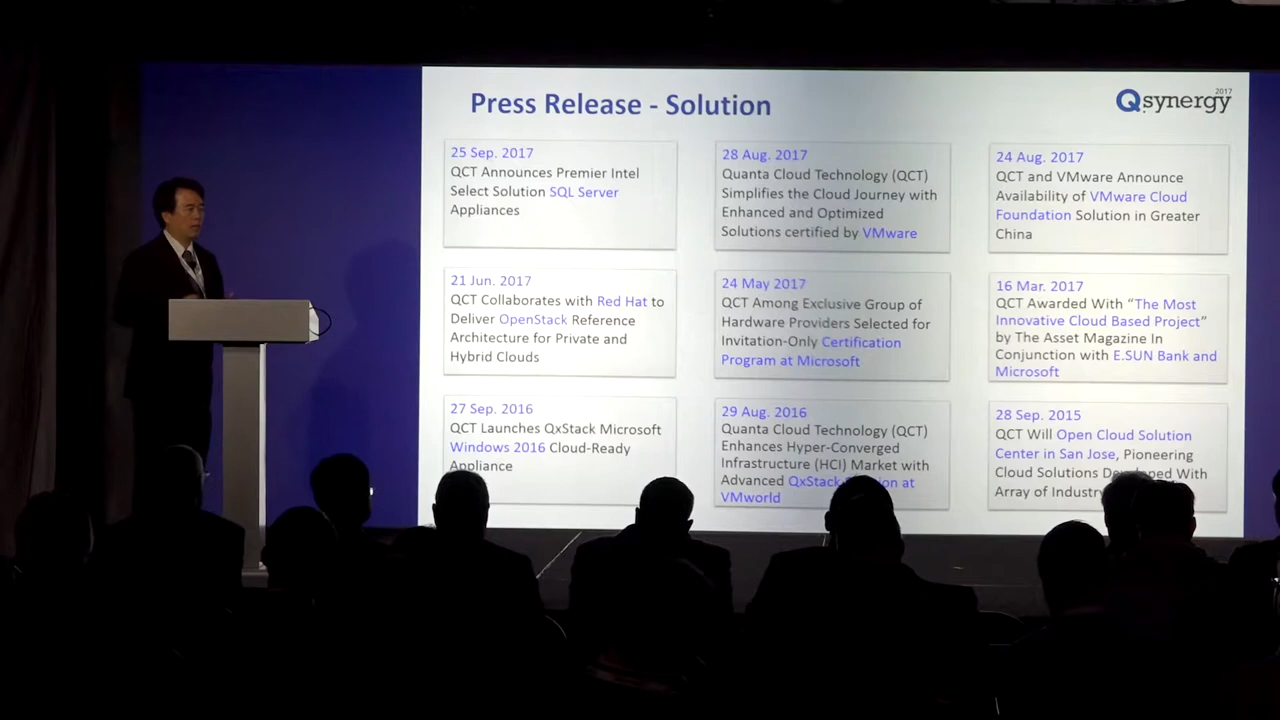 Press Release - Solution
2017
Qsynergy
25 Sep. 2017
QCT Announces Premier Intel
Select Solution SQL Server
Appliances
28 Aug. 2017
Quanta Cloud Technology (QCT)
Simplifies the Cloud Journey with
Enhanced and Optimized
Solutions certified by VMware
24 Aug. 2017
QCT and VMware Announce
Availability of VMware Cloud
Foundation Solution in Greater
China
21 Jun. 2017
QCT Collaborates with Red Hat to
Deliver OpenStack Reference
Architecture for Private and
Hybrid Clouds
24 May 2017
QCT Among Exclusive Group of
Hardware Providers Selected for
Invitation-Only Certification
Program at Microsoft
16 Mar. 2017
QCT Awarded With “The Most
Innovative Cloud Based Project”
by The Asset Magazine In
Conjunction with E.SUN Bank and
Microsoft
27 Sep. 2016
QCT Launches QxStack Microsoft
Windows 2016 Cloud-Ready
Appliance
29 Aug. 2016
Quanta Cloud Technology (QCT)
Enhances Hyper-Converged
Infrastructure (HCI) Market with
Advanced QxStack at
VMworld
28 Sep. 2015
QCT Will Open Cloud Solution
Center in San Jose, Pioneering
Cloud Solutions With
Array of Industry